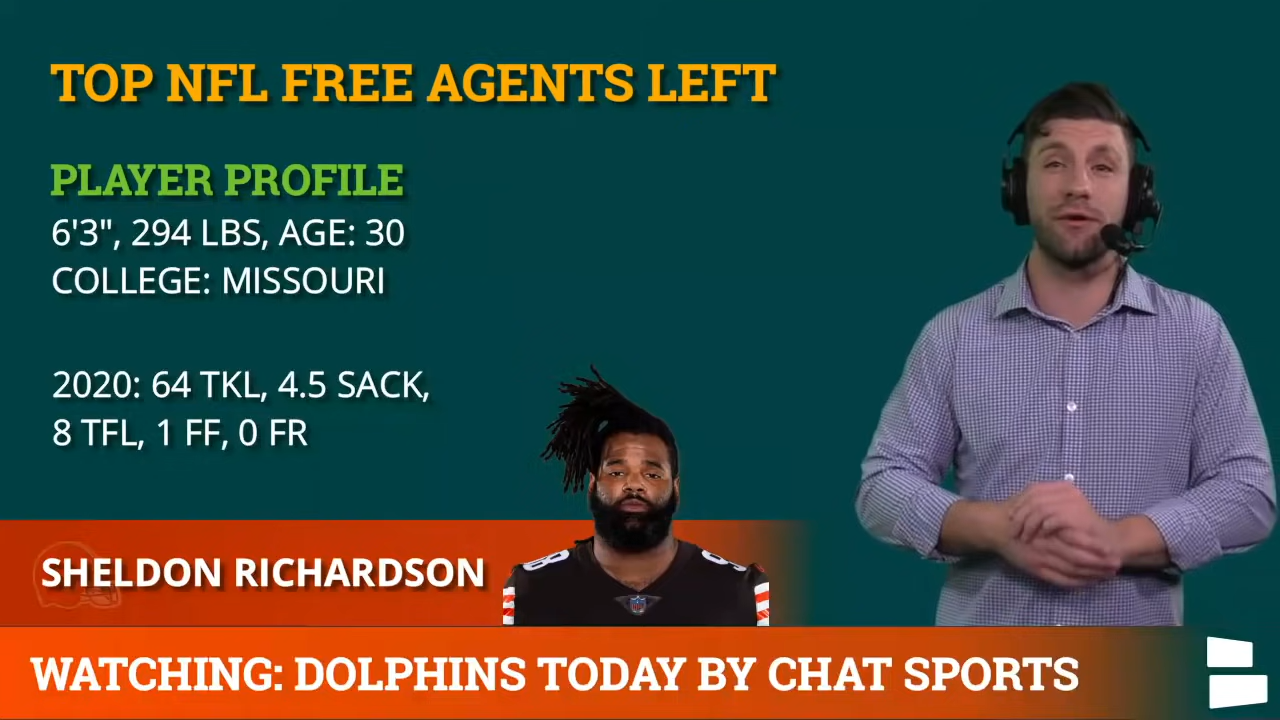 TOP NFL FREE AGENTS LEFT
PLAYER PROFILE
6'3", 294 LBS, AGE: 30
COLLEGE: MISSOURI
2020: 64 TKL, 4.5 SACK,
8 TFL, 1 FF, 0 FR
SHELDON RICHARDSON
WATCHING: DOLPHINS TODAY BY CHAT SPORTS